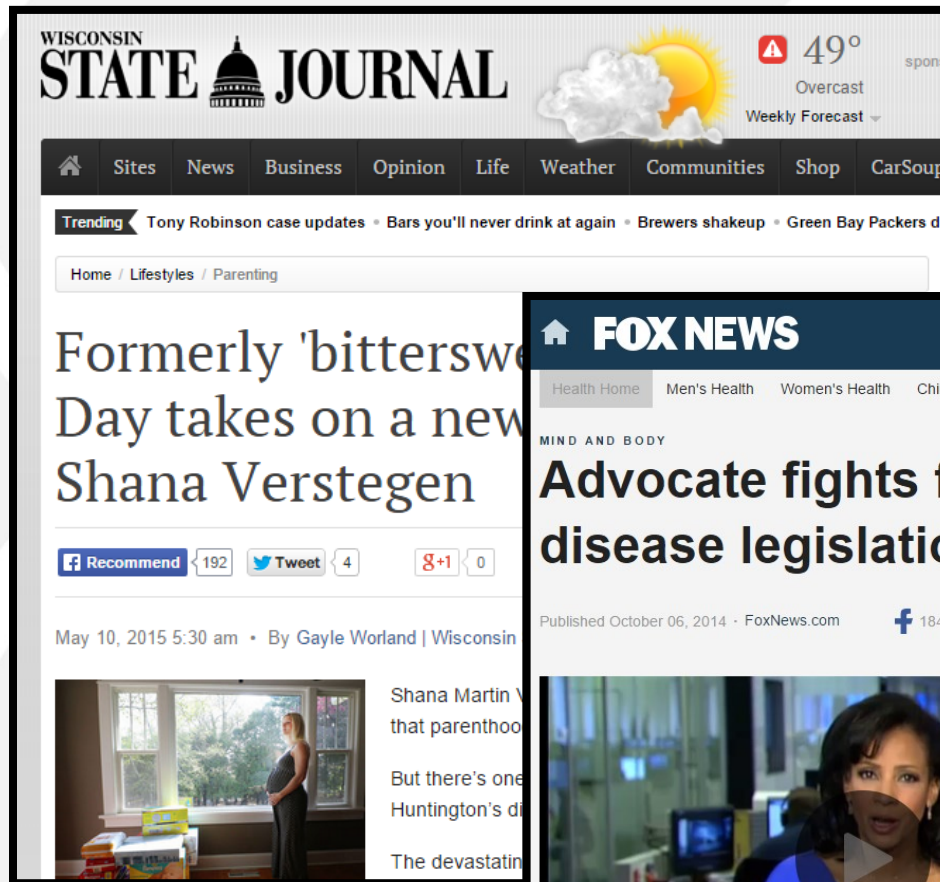 WISCONSIN
STATE JOURNAL
49°
Overcast
Weekly Forecast
Sites News Business Opinion Life Weather Communities Shop CarSoup
Trending Tony Robinson case updates • Bars you'll never drink at again • Brewers shakeup • Green Bay Packers d
Home / Lifestyles / Parenting
Formerly 'bitterswe
Day takes on a new
Shana Verstegen
Recommend 192 Tweet 4 g+1 0
May 10, 2015 5:30 am • By Gayle Worland | Wisconsin
Shana Martin V
that parenthoo
But there's one
Huntington's di
The devastatin
FOX NEWS
Health Home Men's Health Women's Health Chi
MIND AND BODY
Advocate fights f
disease legislatio
Published October 06, 2014 · FoxNews.com 184